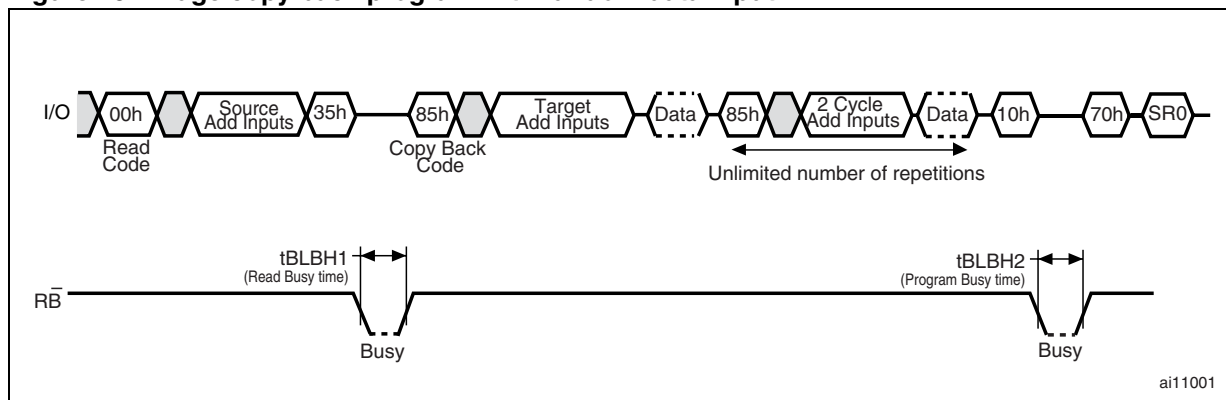 I/O 00h Source Add Inputs 35h 85h Target Add Inputs Data 85h 2 Cycle Add Inputs Data 10h 70h SR0
Read Code
Copy Back Code
Unlimited number of repetitions
tBLBH1
(Read Busy time)
tBLBH2
(Program Busy time)
RB̅
Busy
Busy
ai11001